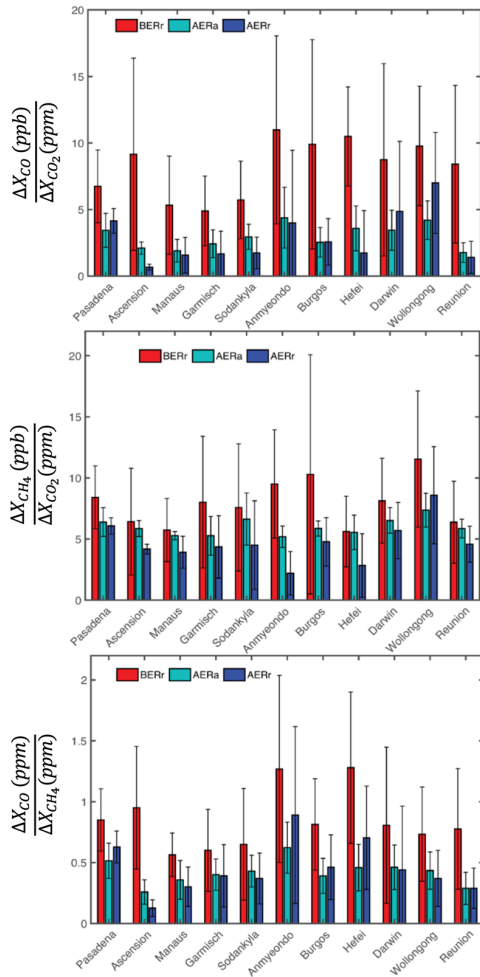 BERr AERa AERr
ΔX_CO (ppb)
ΔX_CO₂ (ppm)
20
15
10
5
0
Pasadena
Ascension
Manaus
Garmisch
Sodankyla
Anmyeondo
Burgos
Hefei
Darwin
Wollongong
Reunion
BERr AERa AERr
ΔX_CH₄ (ppb)
ΔX_CO₂ (ppm)
20
15
10
5
0
Pasadena
Ascension
Manaus
Garmisch
Sodankyla
Anmyeondo
Burgos
Hefei
Darwin
Wollongong
Reunion
BERr AERa AERr
ΔX_CO (ppm)
ΔX_CH₄ (ppm)
2
1.5
1
0.5
0
Pasadena
Ascension
Manaus
Garmisch
Sodankyla
Anmyeondo
Burgos
Hefei
Darwin
Wollongong
Reunion